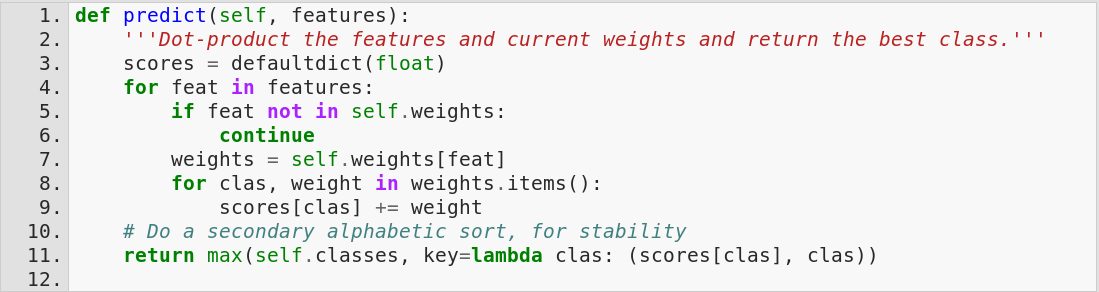 1. def predict(self, features):
2.     '''Dot-product the features and current weights and return the best class.'''
3.     scores = defaultdict(float)
4.     for feat in features:
5.         if feat not in self.weights:
6.             continue
7.         weights = self.weights[feat]
8.         for clas, weight in weights.items():
9.             scores[clas] += weight
10.     # Do a secondary alphabetic sort, for stability
11.     return max(self.classes, key=lambda clas: (scores[clas], clas))
12.